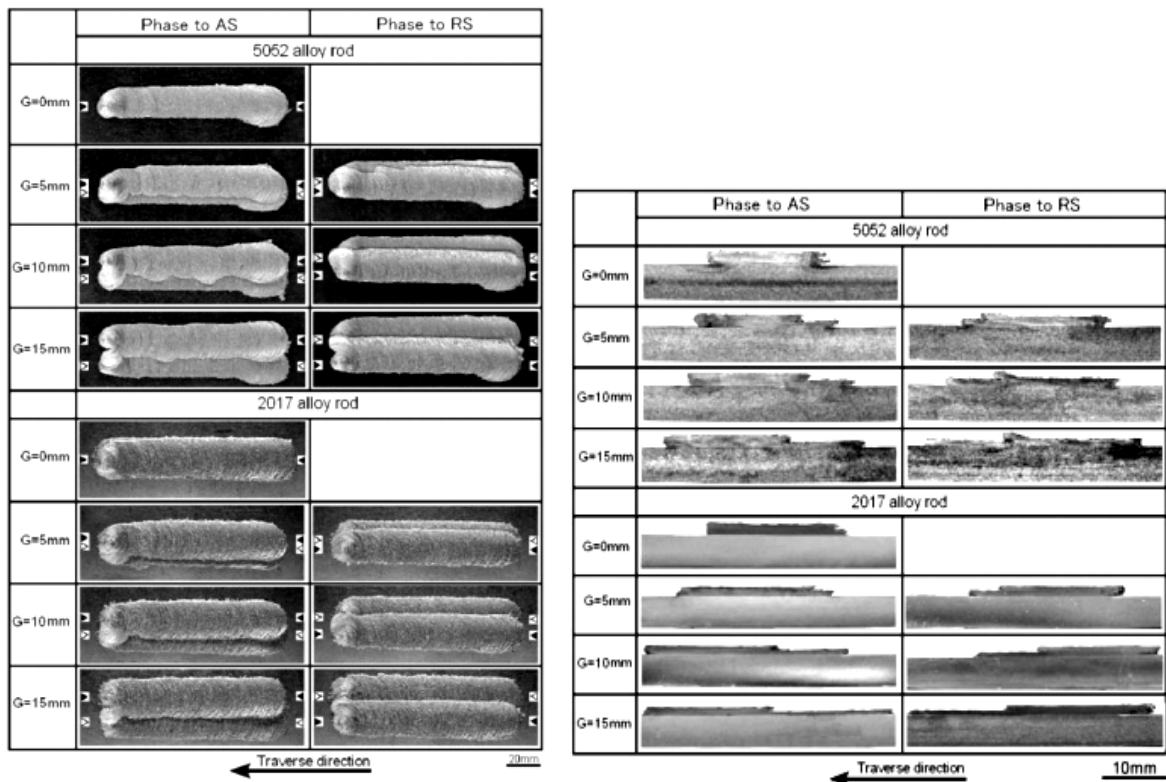 Phase to AS Phase to RS
5052 alloy rod
G=0mm
G=5mm
G=10mm
G=15mm
2017 alloy rod
G=0mm
G=5mm
G=10mm
G=15mm
Traverse direction 20mm
Phase to AS Phase to RS
5052 alloy rod
G=0mm
G=5mm
G=10mm
G=15mm
2017 alloy rod
G=0mm
G=5mm
G=10mm
G=15mm
Traverse direction 10mm